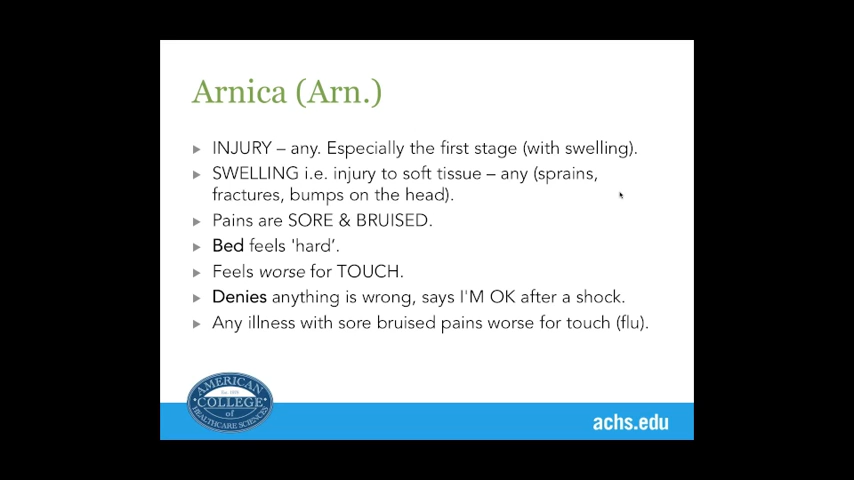 Arnica (Arn.)
INJURY – any. Especially the first stage (with swelling).
SWELLING i.e. injury to soft tissue – any (sprains,
fractures, bumps on the head).
Pains are SORE & BRUISED.
Bed feels 'hard’.
Feels worse for TOUCH.
Denies anything is wrong, says I'M OK after a shock.
Any illness with sore bruised pains worse for touch (flu).
AMERICAN
COLLEGE
of
HEALTHCARE SCIENCES
achs.edu